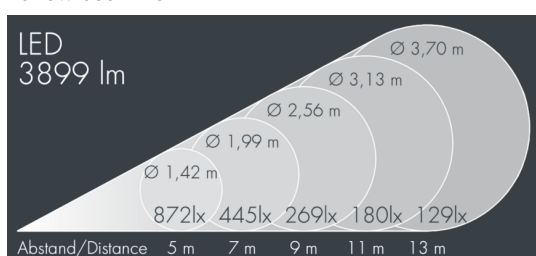 LED
3899 lm
Ø 3,70 m
Ø 3,13 m
Ø 2,56 m
Ø 1,99 m
Ø 1,42 m
872lx 445lx 269lx 180lx 129lx
Abstand/Distance 5 m 7 m 9 m 11 m 13 m